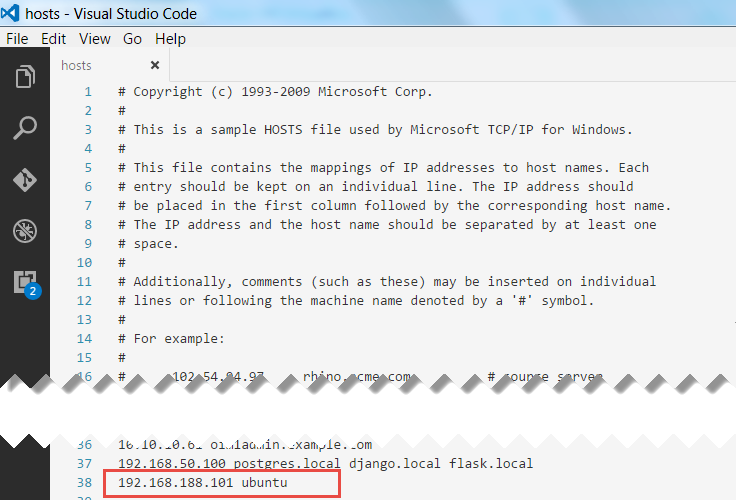 hosts - Visual Studio Code
File Edit View Go Help
hosts
1 # Copyright (c) 1993-2009 Microsoft Corp.
2 #
3 # This is a sample HOSTS file used by Microsoft TCP/IP for Windows.
4 #
5 # This file contains the mappings of IP addresses to host names. Each
6 # entry should be kept on an individual line. The IP address should
7 # be placed in the first column followed by the corresponding host name.
8 # The IP address and the host name should be separated by at least one
9 # space.
10 #
11 # Additionally, comments (such as these) may be inserted on individual
12 # lines or following the machine name denoted by a '#' symbol.
13 #
14 # For example:
15 #
16 # 102.54.94.97 rhino.acme.com # source server
2
36
37 192.168.50.100 postgres.local django.local flask.local
38 192.168.188.101 ubuntu